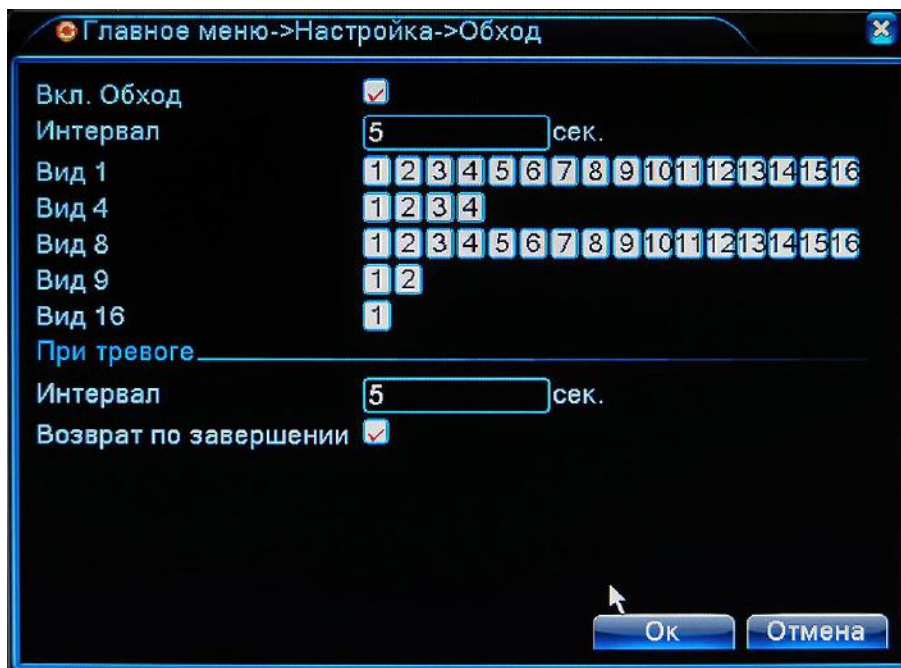 Главное меню->Настройка->Обход
Вкл. Обход
Интервал 5 сек.
Вид 1 1 2 3 4 5 6 7 8 9 10 11 12 13 14 15 16
Вид 4 1 2 3 4
Вид 8 1 2 3 4 5 6 7 8 9 10 11 12 13 14 15 16
Вид 9 1 2
Вид 16 1
При тревоге
Интервал 5 сек.
Возврат по завершении
Ок Отмена